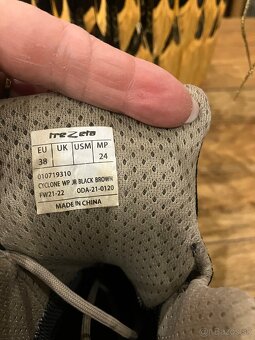 treZeta
EU UK USM MP
38 24
010719310
CYCLONE WP JR BLACK BROWN
FW21-22 ODA-21-0120
MADE IN CHINA